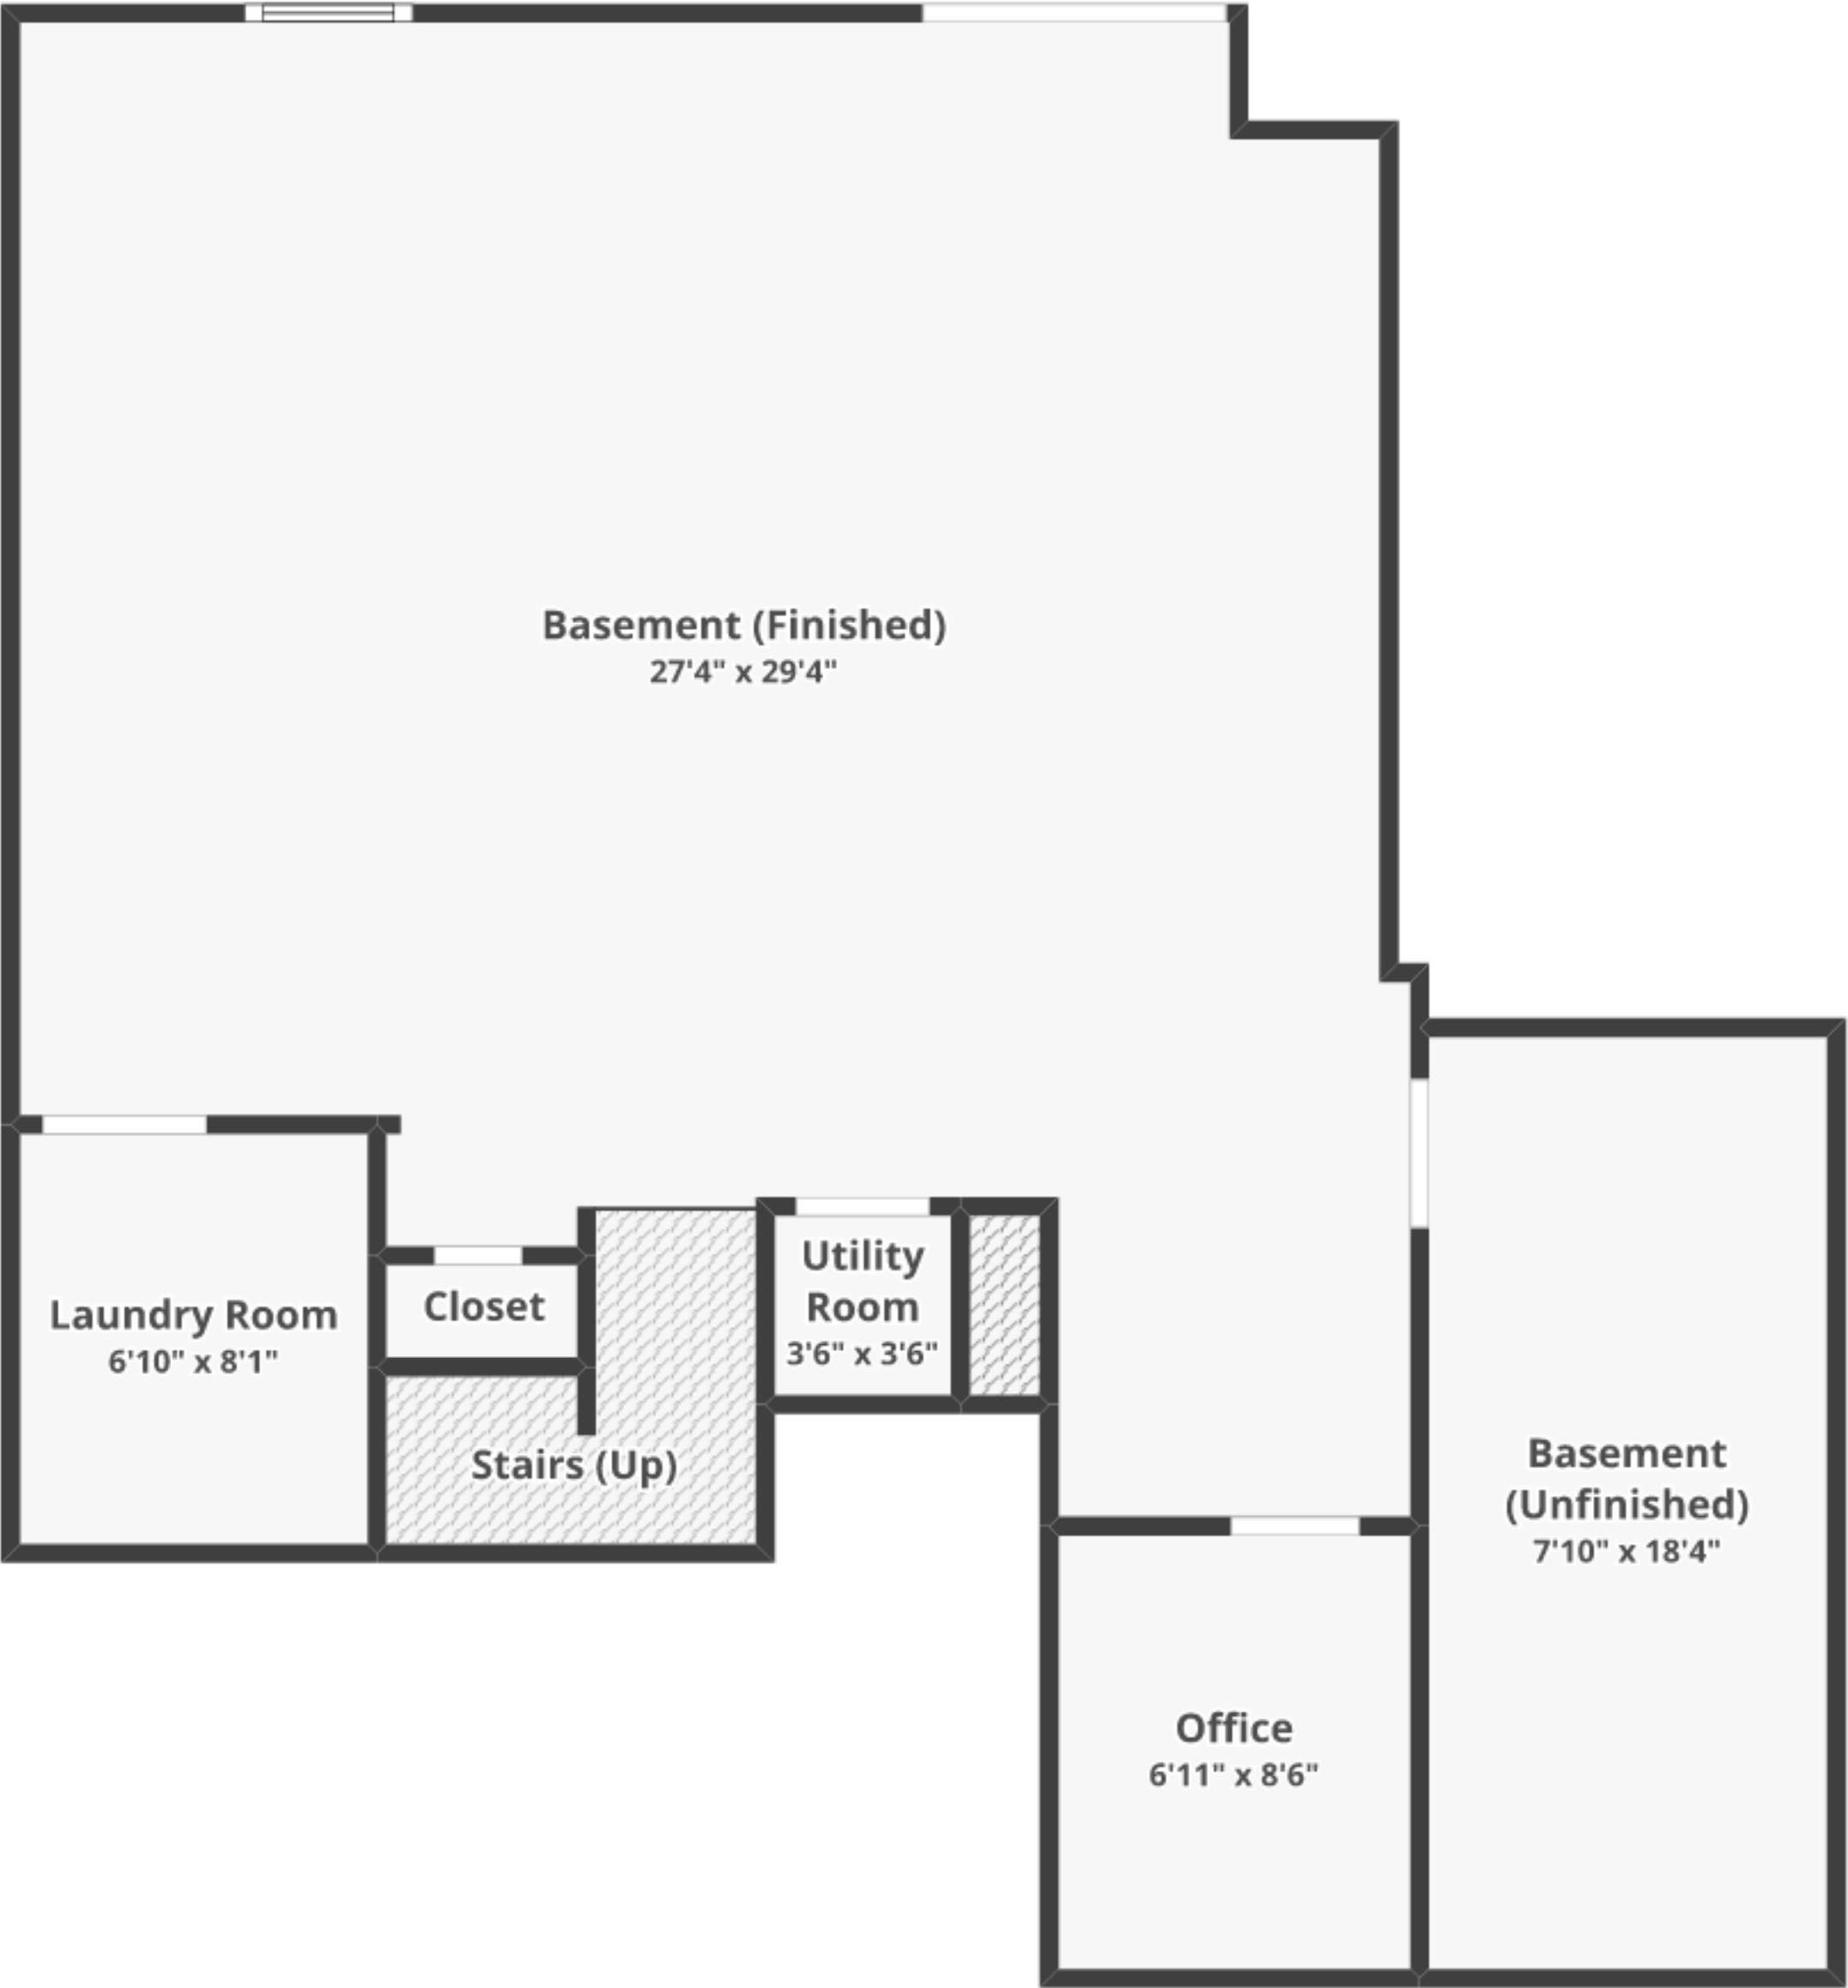 Basement (Finished)
27'4" x 29'4"
Utility
Room
3'6" x 3'6"
Closet
Laundry Room
6'10" x 8'1"
Stairs (Up)
Basement
(Unfinished)
7'10" x 18'4"
Office
6'11" x 8'6"